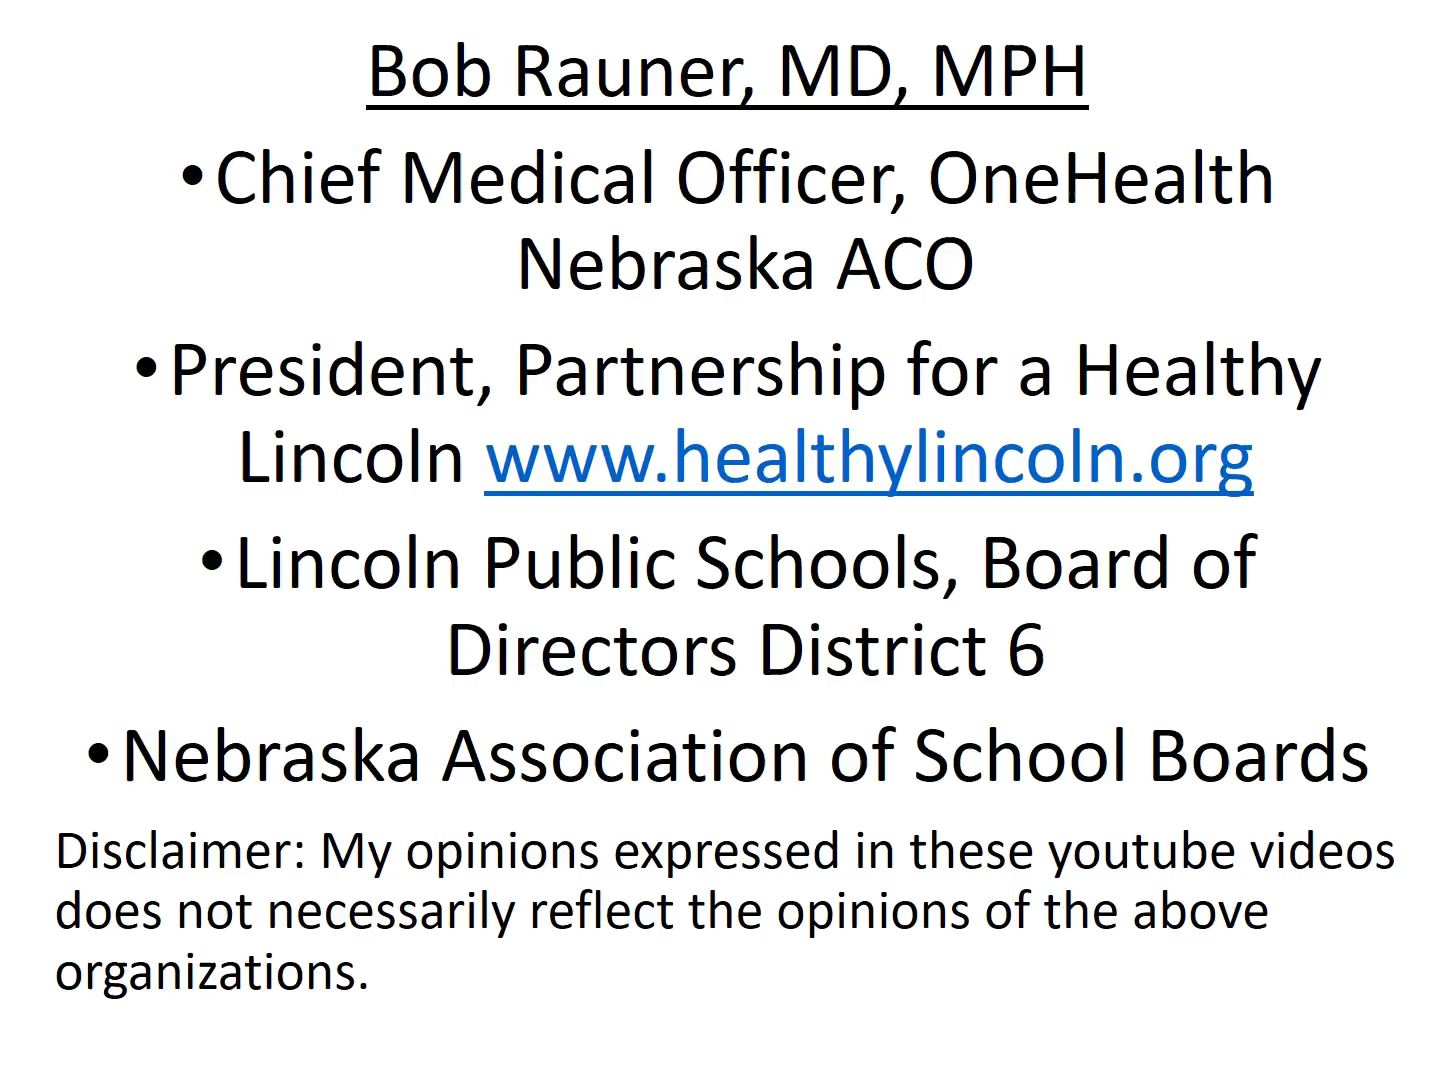 Bob Rauner, MD, MPH
•Chief Medical Officer, OneHealth
Nebraska ACO
•President, Partnership for a Healthy
Lincoln www.healthylincoln.org
•Lincoln Public Schools, Board of
Directors District 6
•Nebraska Association of School Boards
Disclaimer: My opinions expressed in these youtube videos
does not necessarily reflect the opinions of the above
organizations.